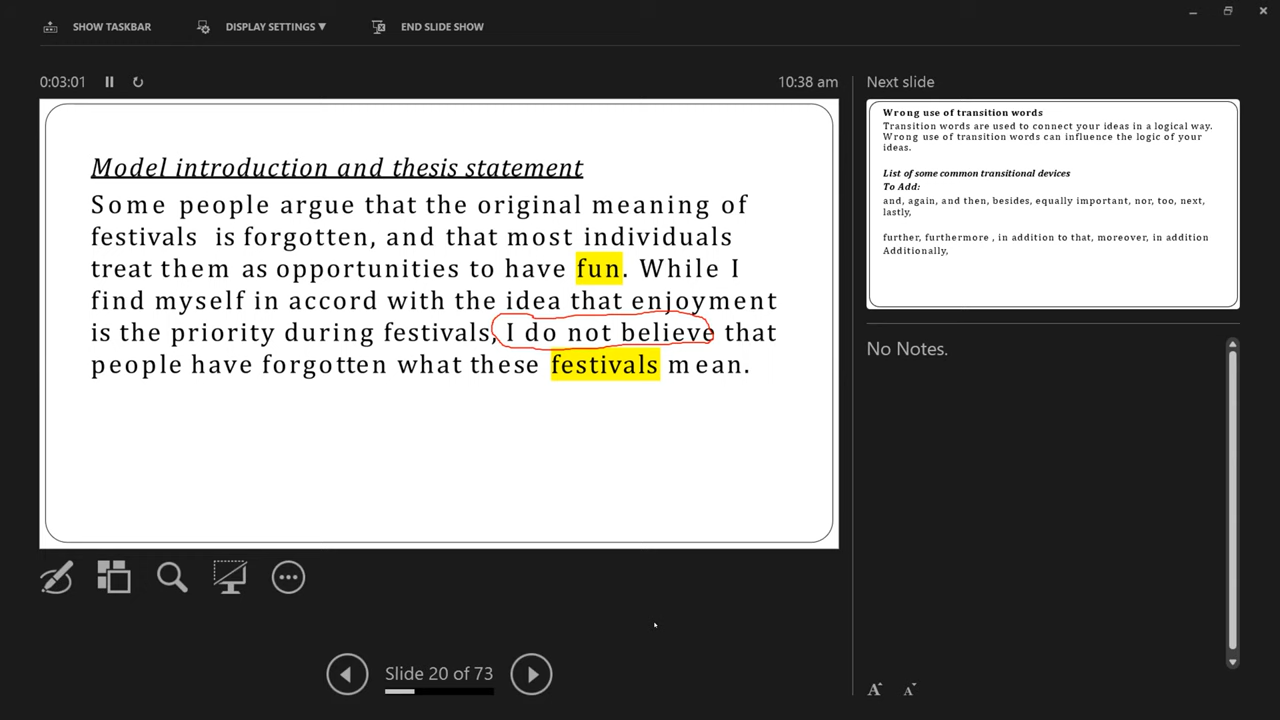 SHOW TASKBAR DISPLAY SETTINGS ▼ END SLIDE SHOW
0:03:01 10:38 am
Model introduction and thesis statement
Some people argue that the original meaning of
festivals is forgotten, and that most individuals
treat them as opportunities to have fun. While I
find myself in accord with the idea that enjoyment
is the priority during festivals, I do not believe that
people have forgotten what these festivals mean.
Slide 20 of 73
Next slide
Wrong use of transition words
Transition words are used to connect your ideas in a logical way.
Wrong use of transition words can influence the logic of your
ideas.
List of some common transitional devices
To Add:
and, again, and then, besides, equally important, nor, too, next,
lastly,
further, furthermore , in addition to that, moreover, in addition
Additionally,
No Notes.
A A